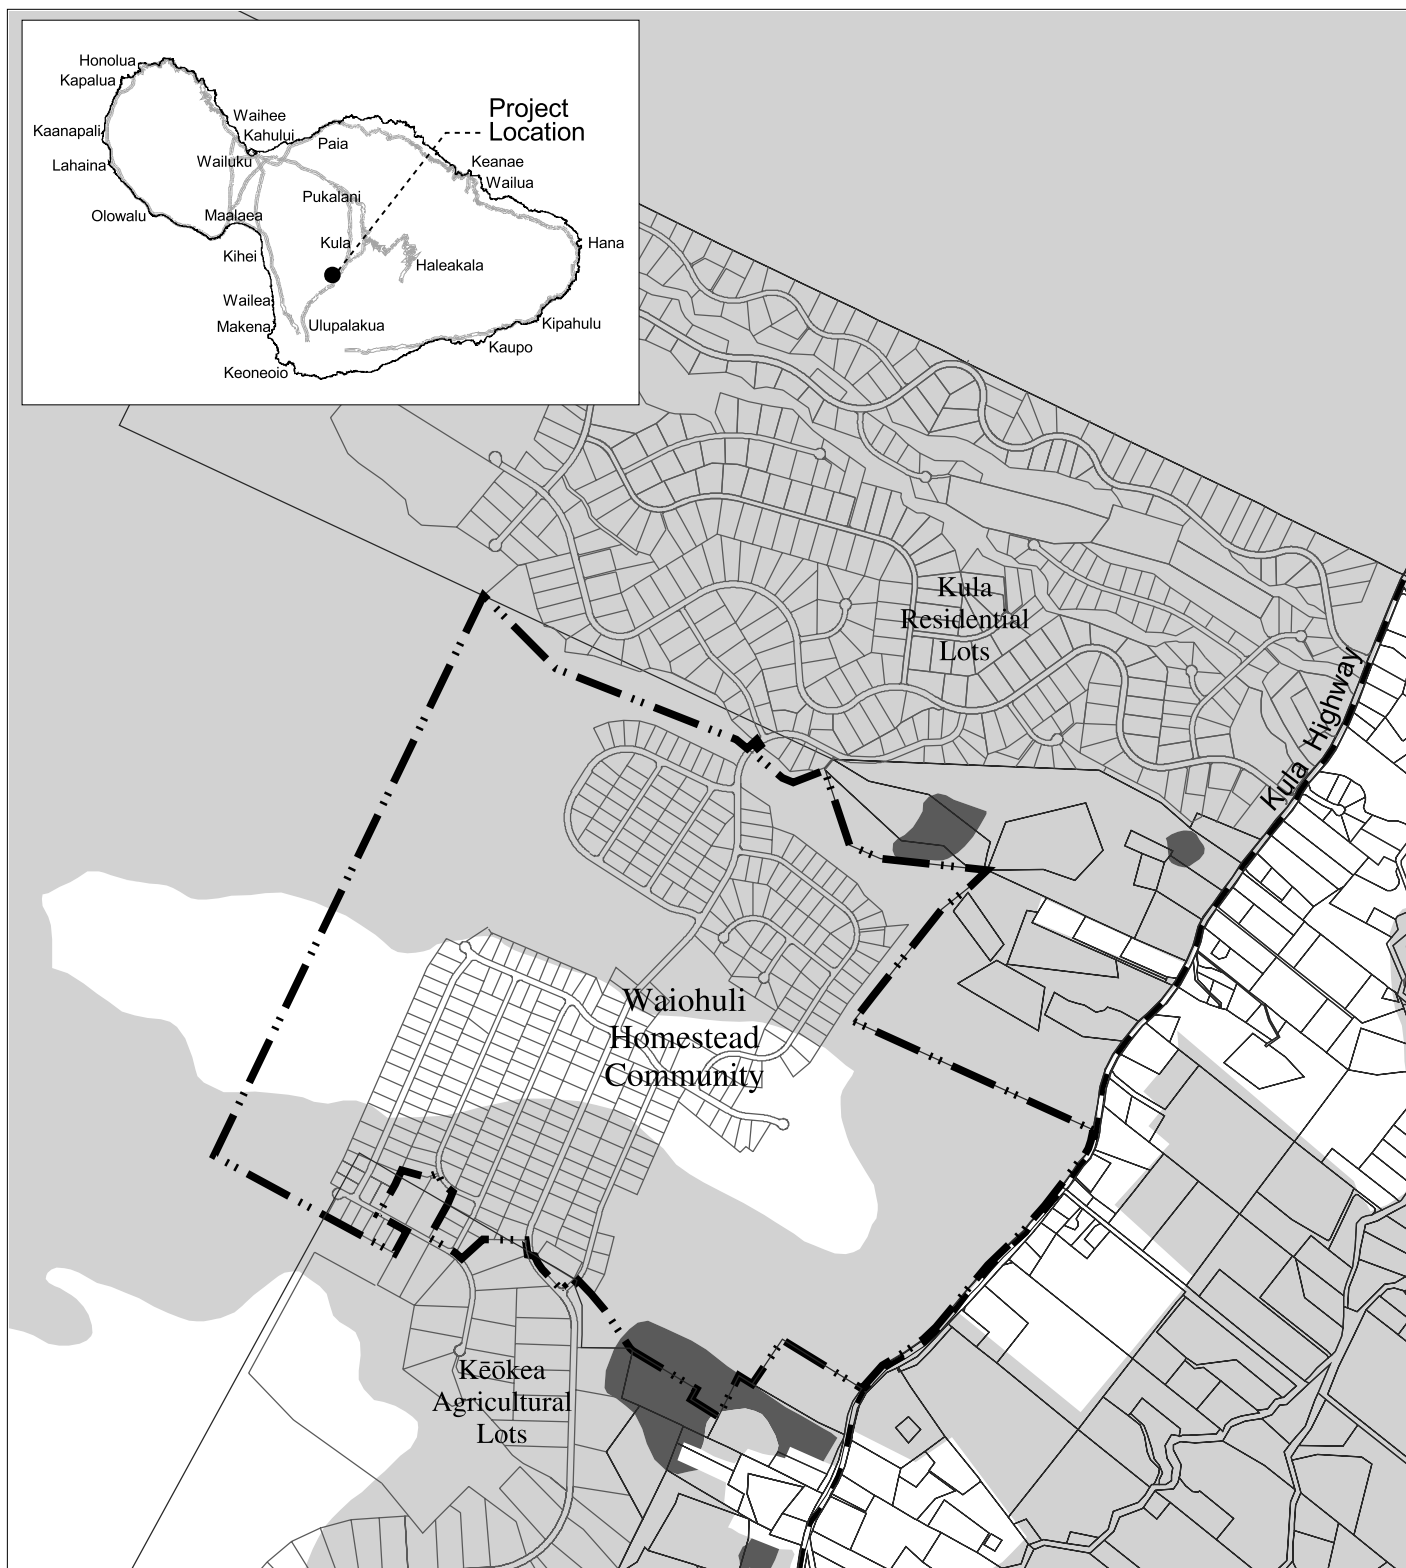 Honolua
Kapalua
Kaanapali
Lahaina
Olowalu
Waihee
Kahului
Wailuku
Maalaea
Paia
Project
Location
Keanae
Wailua
Pukalani
Kula
Kihei
Haleakala
Hana
Wailea
Makena
Ulupalakua
Kipahulu
Kaupo
Keoneoio
Kula
Residential
Lots
Kula Highway
Waiohuli
Homestead
Community
Kēōkea
Agricultural
Lots